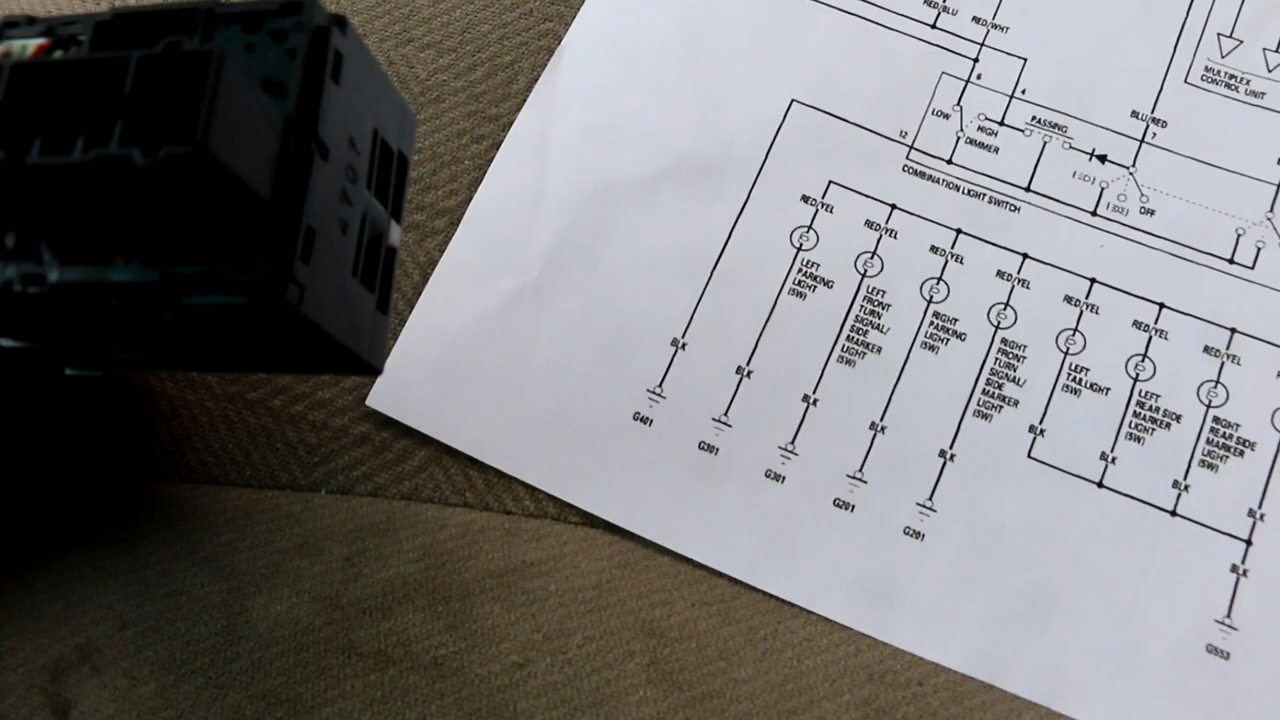 RED/BLU
RED/WHT
MULTIPLEX
CONTROL UNIT
6
4
BLU/RED
7
LOW
HIGH
PASSING
DIMMER
12
OFF
COMBINATION LIGHT SWITCH
4707
RED/YEL
RED/YEL
RED/YEL
RED/YEL
RED/YEL
RED/YEL
RED/YEL
LEFT
PARKING
LIGHT
(5W)
LEFT
FRONT
TURN
SIGNAL/
SIDE
MARKER
LIGHT
(5W)
RIGHT
PARKING
LIGHT
(5W)
RIGHT
FRONT
TURN
SIGNAL/
SIDE
MARKER
LIGHT
(5W)
LEFT
TAILLIGHT
(5W)
LEFT
REAR SIDE
MARKER
LIGHT
(5W)
RIGHT
REAR SIDE
MARKER
LIGHT
(5W)
BLK
BLK
BLK
BLK
BLK
BLK
BLK
BLK
BLK
BLK
G401
G301
G301
G201
G201
G553